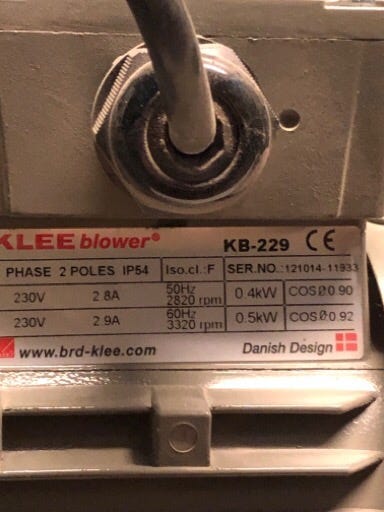 KLEE blower® KB-229 CE
PHASE 2 POLES IP54 Iso.cl.:F SER.NO.:121014-11933
230V 2.8A 50Hz 2820 rpm 0.4kW COSØ0.90
230V 2.9A 60Hz 3320 rpm 0.5kW COSØ0.92
www.brd-klee.com Danish Design